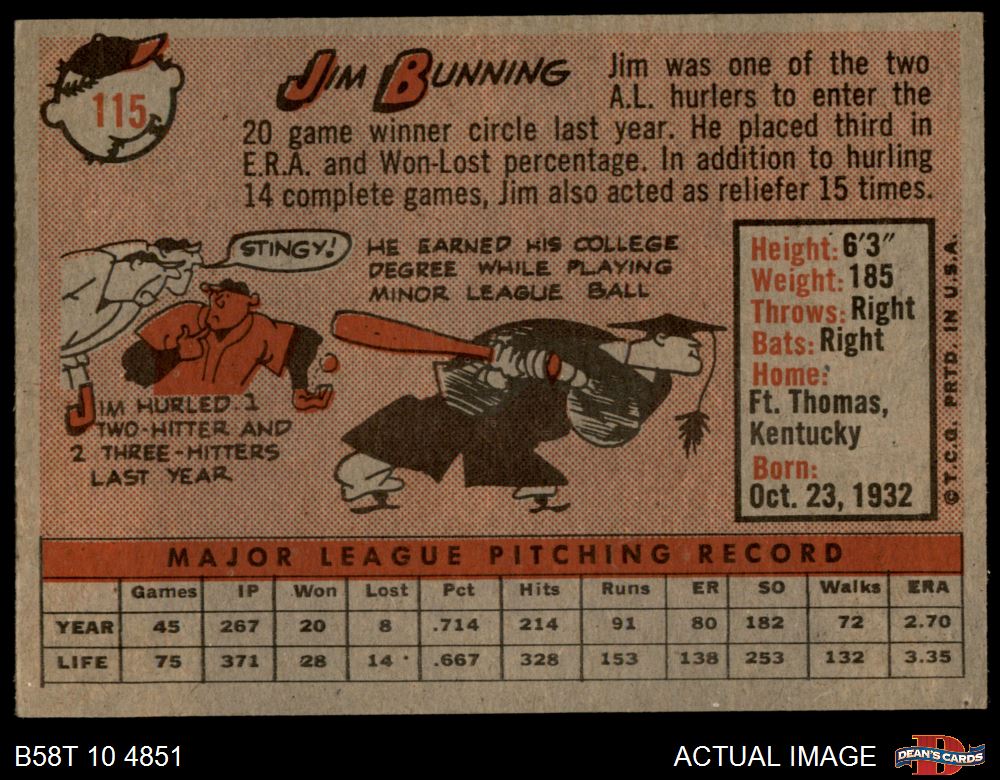 115
JIM BUNNING
Jim was one of the two
A.L. hurlers to enter the
20 game winner circle last year. He placed third in
E.R.A. and Won-Lost percentage. In addition to hurling
14 complete games, Jim also acted as reliefer 15 times.
STINGY!
HE EARNED HIS COLLEGE
DEGREE WHILE PLAYING
MINOR LEAGUE BALL
JIM HURLED 1
TWO-HITTER AND
2 THREE-HITTERS
LAST YEAR
Height: 6'3"
Weight: 185
Throws: Right
Bats: Right
Home:
Ft. Thomas,
Kentucky
Born:
Oct. 23, 1932
© T.C.G. PRTD. IN U.S.A.
MAJOR LEAGUE PITCHING RECORD
Games IP Won Lost Pct Hits Runs ER SO Walks ERA
YEAR 45 267 20 8 .714 214 91 80 182 72 2.70
LIFE 75 371 28 14 .667 328 153 138 253 132 3.35
B58T 10 4851
ACTUAL IMAGE
D
DEAN'S CARDS